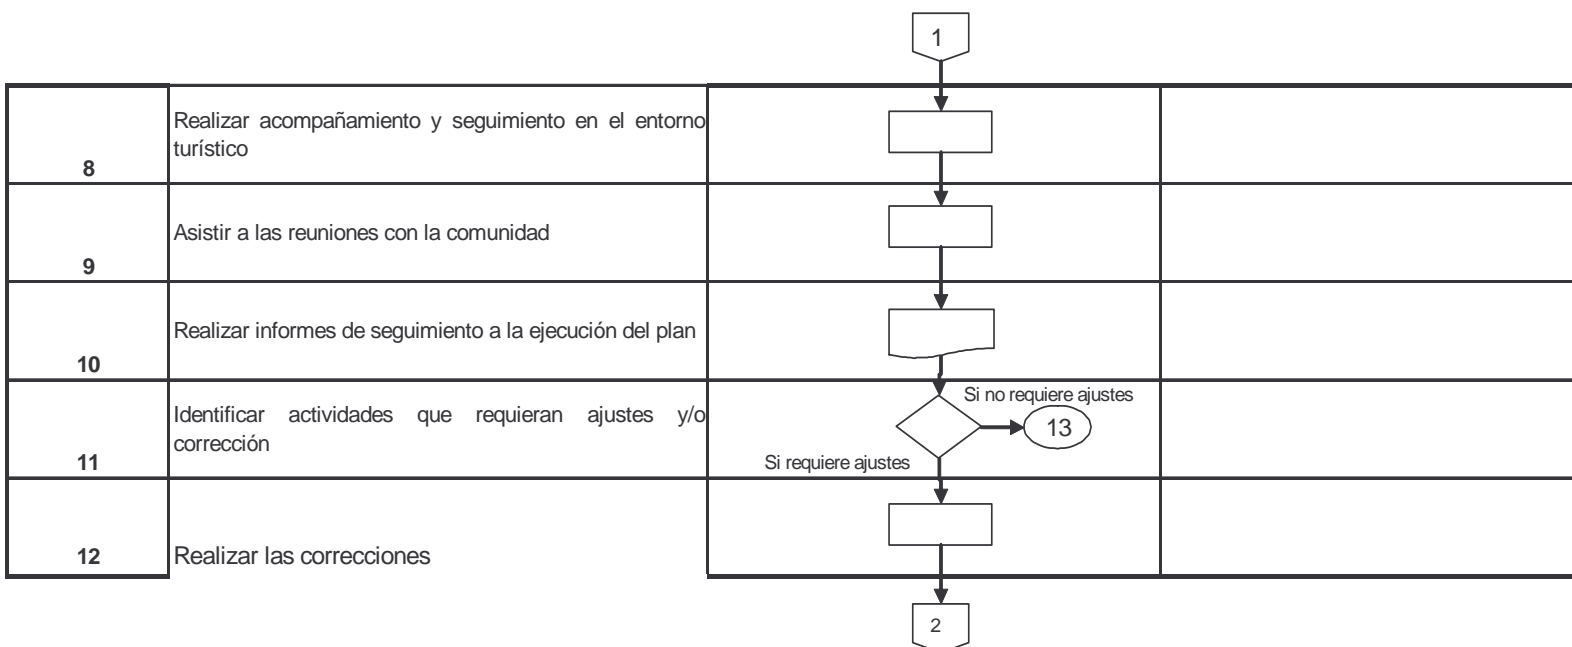 1
Realizar acompañamiento y seguimiento en el entorno
turístico
8
Asistir a las reuniones con la comunidad
9
Realizar informes de seguimiento a la ejecución del plan
10
Identificar actividades que requieran ajustes y/o
corrección
11
Si no requiere ajustes
13
Si requiere ajustes
12
Realizar las correcciones
2